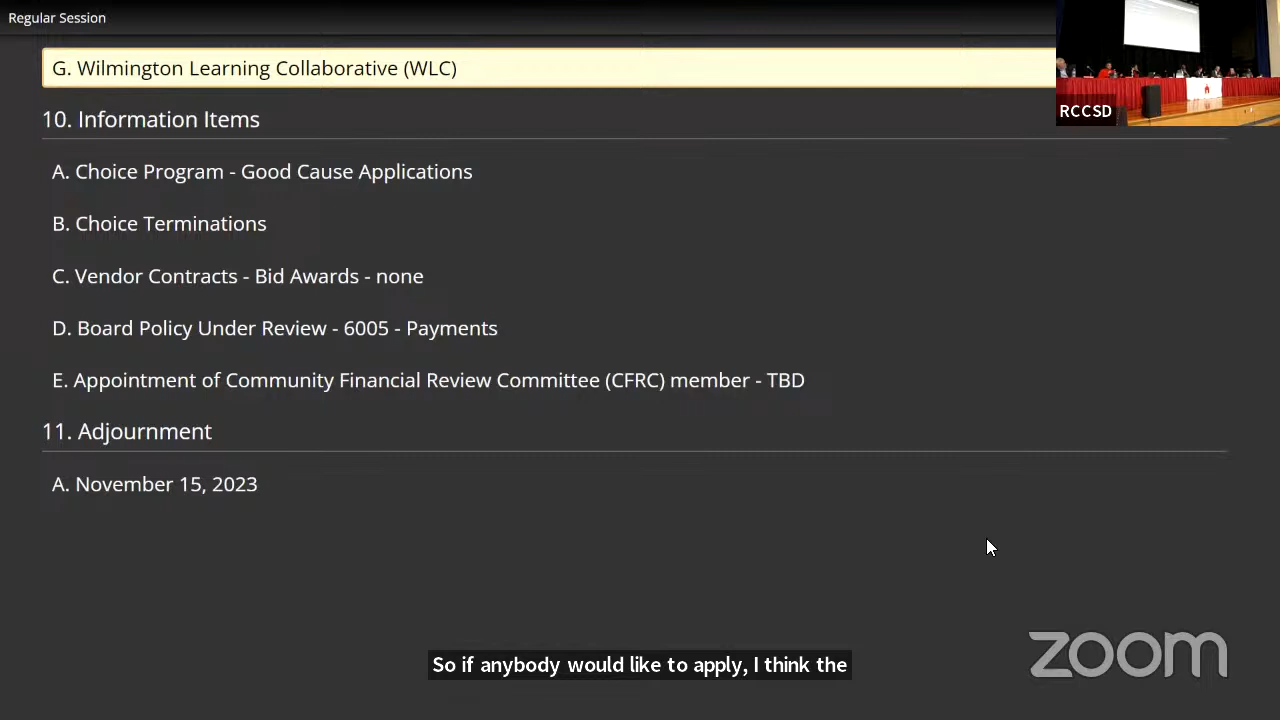 Regular Session
G. Wilmington Learning Collaborative (WLC)
RCCSD
10. Information Items
A. Choice Program - Good Cause Applications
B. Choice Terminations
C. Vendor Contracts - Bid Awards - none
D. Board Policy Under Review - 6005 - Payments
E. Appointment of Community Financial Review Committee (CFRC) member - TBD
11. Adjournment
A. November 15, 2023
So if anybody would like to apply, I think the
zoom